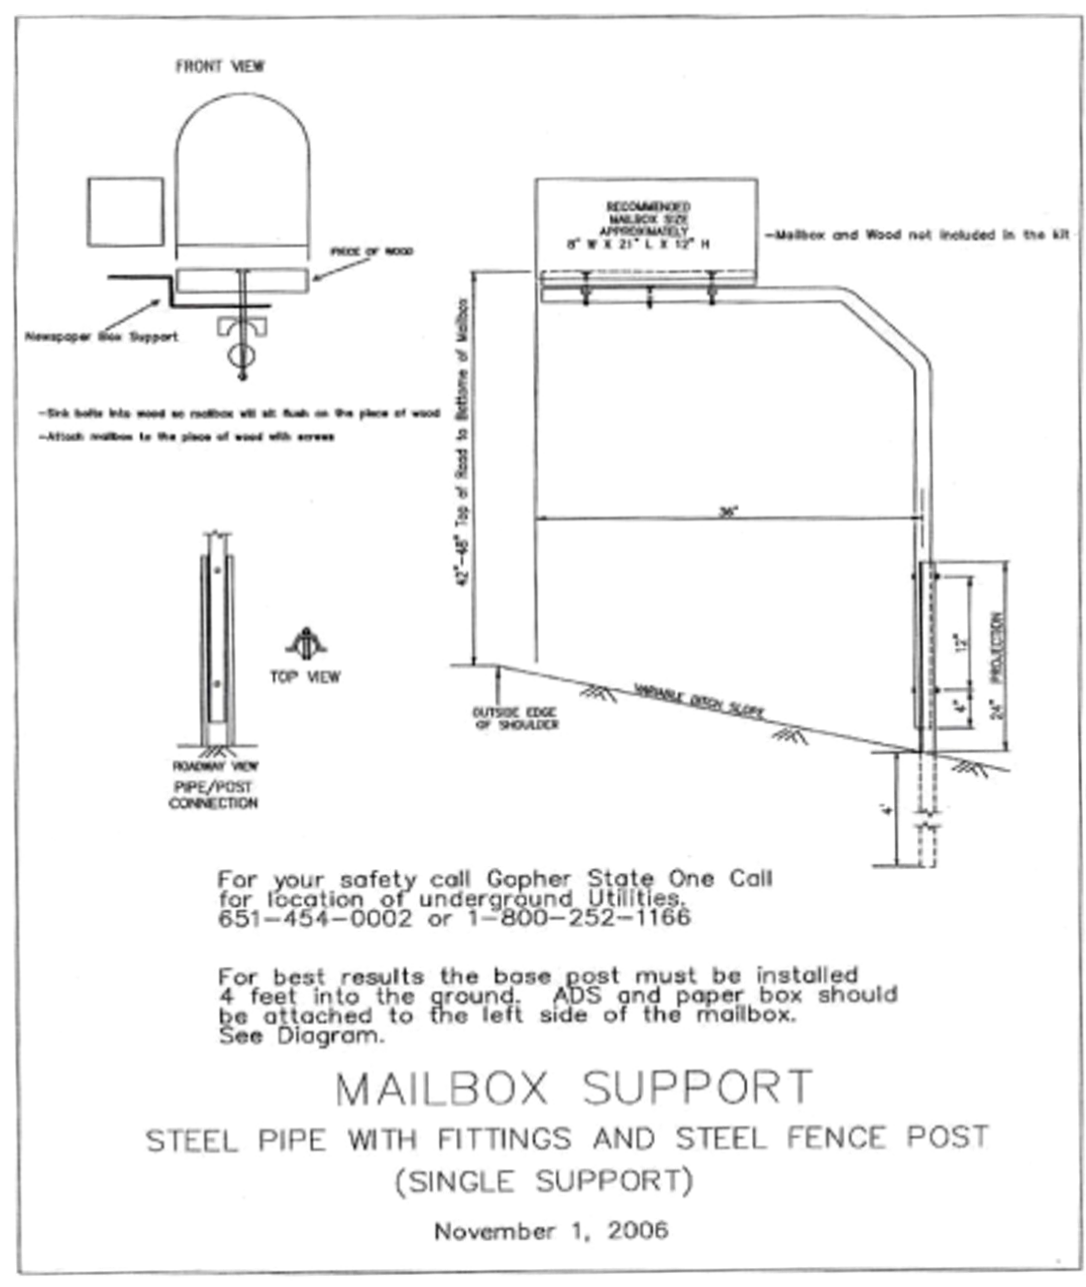 FRONT VIEW
RECOMMENDED
MAILBOX SIZE
APPROXIMATELY
8" W X 21" L X 12" H
-Mailbox and Wood not included in the kit
PIECE OF WOOD
Newspaper Box Support
-Sink bolts into wood so mailbox will sit flush on the piece of wood
-Attach mailbox to the piece of wood with screws
42"-48" Top of Road to Bottome of Mailbox
36"
12"
4"
24" PROJECTION
TOP VIEW
VARIABLE DITCH SLOPE
OUTSIDE EDGE
OF SHOULDER
ROADWAY VIEW
PIPE/POST
CONNECTION
4'
For your safety call Gopher State One Call
for location of underground Utilities.
651-454-0002 or 1-800-252-1166
For best results the base post must be installed
4 feet into the ground. ADS and paper box should
be attached to the left side of the mailbox.
See Diagram.
MAILBOX SUPPORT
STEEL PIPE WITH FITTINGS AND STEEL FENCE POST
(SINGLE SUPPORT)
November 1, 2006